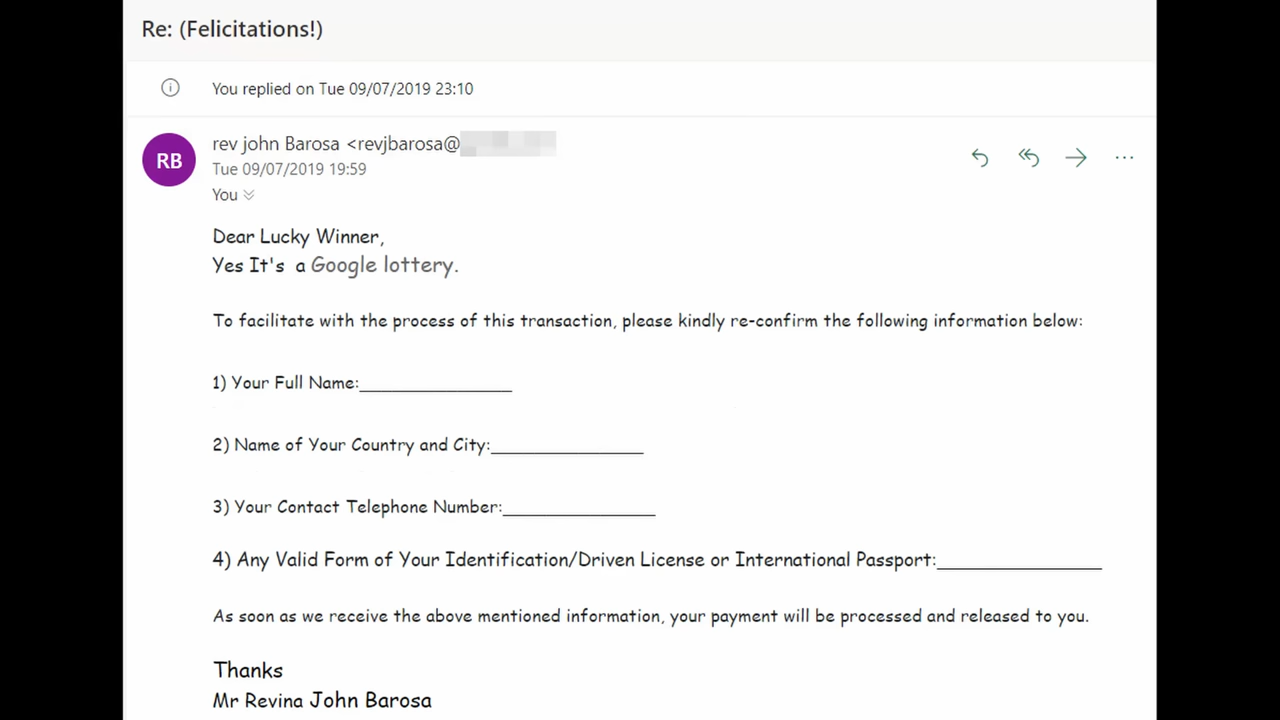 Re: (Felicitations!)
You replied on Tue 09/07/2019 23:10
rev john Barosa <revjbarosa@
RB
Tue 09/07/2019 19:59
You
Dear Lucky Winner,
Yes It's a Google lottery.
To facilitate with the process of this transaction, please kindly re-confirm the following information below:
1) Your Full Name:_______________
2) Name of Your Country and City:_______________
3) Your Contact Telephone Number:_______________
4) Any Valid Form of Your Identification/Driven License or International Passport:_______________
As soon as we receive the above mentioned information, your payment will be processed and released to you.
Thanks
Mr Revina John Barosa